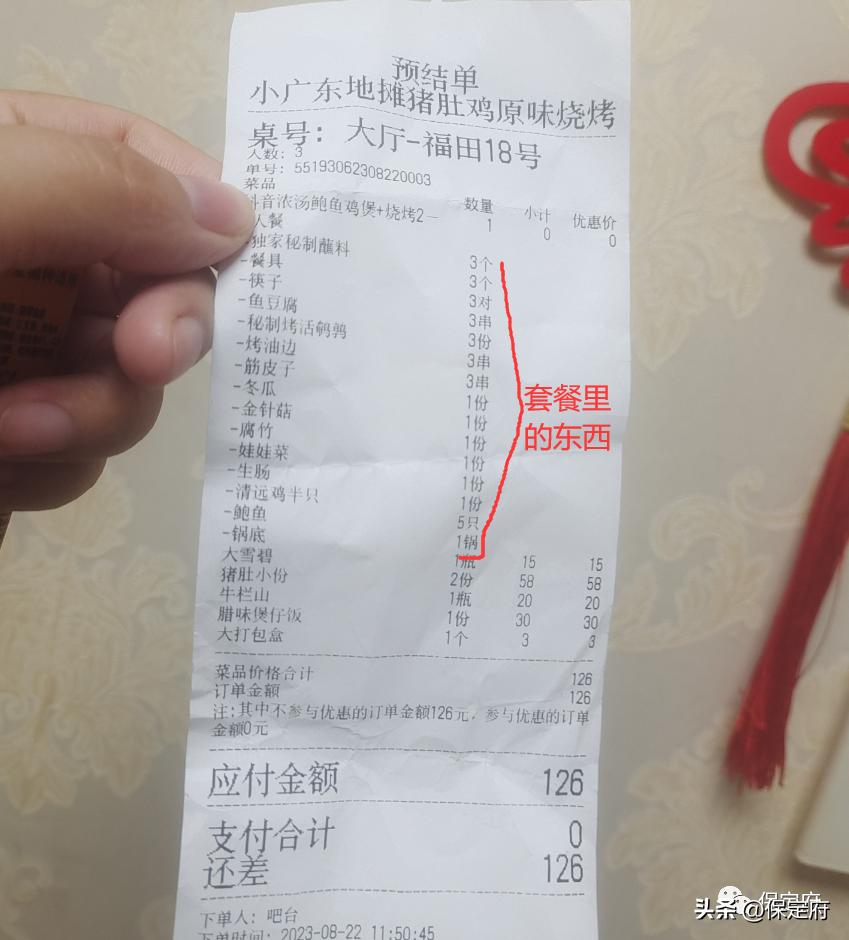 预结单
小广东地摊猪肚鸡原味烧烤
桌号: 大厅-福田18号
人数: 3
单号: 55193062308220003
菜品 数量 小计 优惠价
抖音浓汤鲍鱼鸡煲+烧烤2— 1 0 0
人餐
-独家秘制蘸料 3个
-餐具 3个
-筷子 3对
-鱼豆腐 3串
-秘制烤活鹌鹑 3份
-烤油边 3串
-筋皮子 3串
-冬瓜 1份
-金针菇 1份
-腐竹 1份
-娃娃菜 1份
-生肠 1份
-清远鸡半只 1份
-鲍鱼 5只
-锅底 1锅
套餐里
的东西
大雪碧 1瓶 15 15
猪肚小份 2份 58 58
牛栏山 1瓶 20 20
腊味煲仔饭 1份 30 30
大打包盒 1个 3 3
菜品价格合计 126
订单金额 126
注:其中不参与优惠的订单金额126元, 参与优惠的订单
金额0元
应付金额 126
支付合计 0
还差 126
下单人: 吧台
下单时间: 2023-08-22 11:50:45
保定府
头条 @保定府